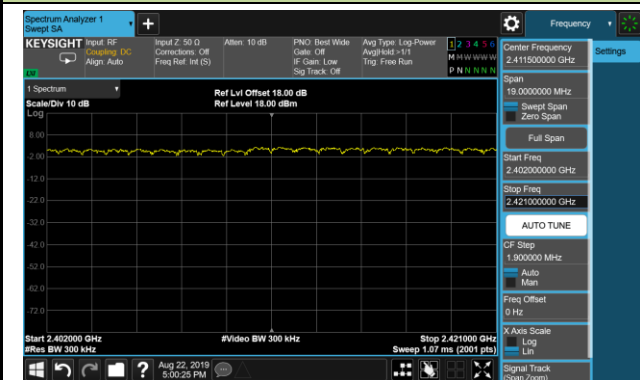 Spectrum Analyzer 1
Swept SA
Frequency
KEYSIGHT
Input: RF
Coupling: DC
Align: Auto
Input Z: 50 Ω
Corrections: Off
Freq Ref: Int (S)
Atten: 10 dB
PNO: Best Wide
Gate: Off
IF Gain: Low
Sig Track: Off
Avg Type: Log-Power
Avg|Hold:>1/1
Trig: Free Run
1 2 3 4 5 6
M M W W W W
P N N N N N
Settings
1 Spectrum
Scale/Div 10 dB
Ref Lvl Offset 18.00 dB
Ref Level 18.00 dBm
Log
8.00
-2.00
-12.0
-22.0
-32.0
-42.0
-52.0
-62.0
-72.0
Start 2.402000 GHz
#Res BW 300 kHz
#Video BW 300 kHz
Stop 2.421000 GHz
Sweep 1.07 ms (2001 pts)
Center Frequency
2.411500000 GHz
Span
19.0000000 MHz
Swept Span
Zero Span
Full Span
Start Freq
2.402000000 GHz
Stop Freq
2.421000000 GHz
AUTO TUNE
CF Step
1.900000 MHz
Auto
Man
Freq Offset
0 Hz
X Axis Scale
Log
Lin
Signal Track
(Span Zoom)
Aug 22, 2019
5:00:25 PM